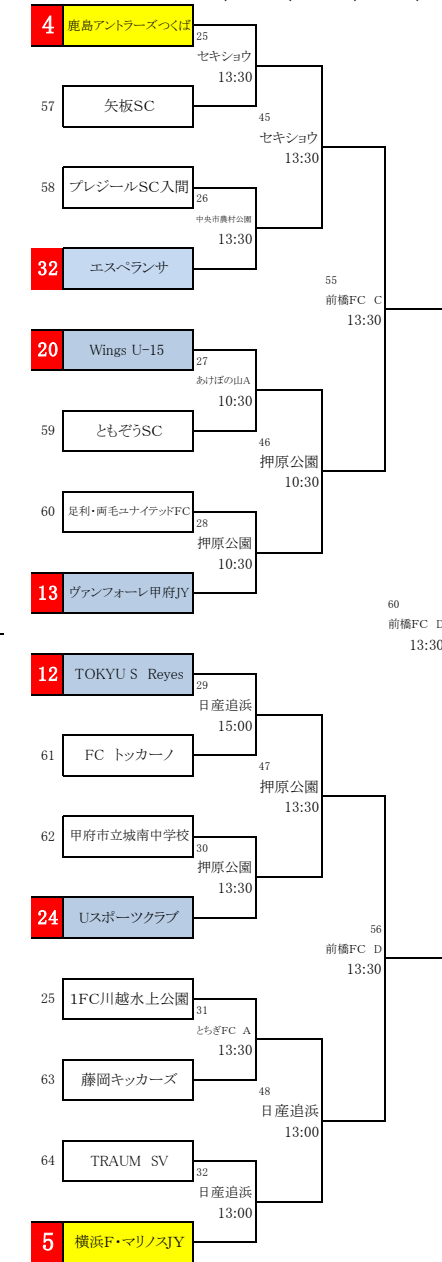 4 鹿島アントラーズつくば
25
セキショウ
13:30
57 矢板SC
45
セキショウ
13:30
58 プレジールSC入間
26
中央市農村公園
13:30
32 エスペランサ
55
前橋FC C
13:30
20 Wings U-15
27
あけぼの山A
10:30
59 ともぞうSC
46
押原公園
10:30
60 足利・両毛ユナイテッドFC
28
押原公園
10:30
13 ヴァンフォーレ甲府JY
60
前橋FC D
13:30
12 TOKYU S Reyes
29
日産追浜
15:00
61 FC トッカーノ
47
押原公園
13:30
62 甲府市立城南中学校
30
押原公園
13:30
24 Uスポーツクラブ
56
前橋FC D
13:30
25 1FC川越水上公園
31
とちぎFC A
13:30
63 藤岡キッカーズ
48
日産追浜
13:00
64 TRAUM SV
32
日産追浜
13:00
5 横浜F・マリノスJY